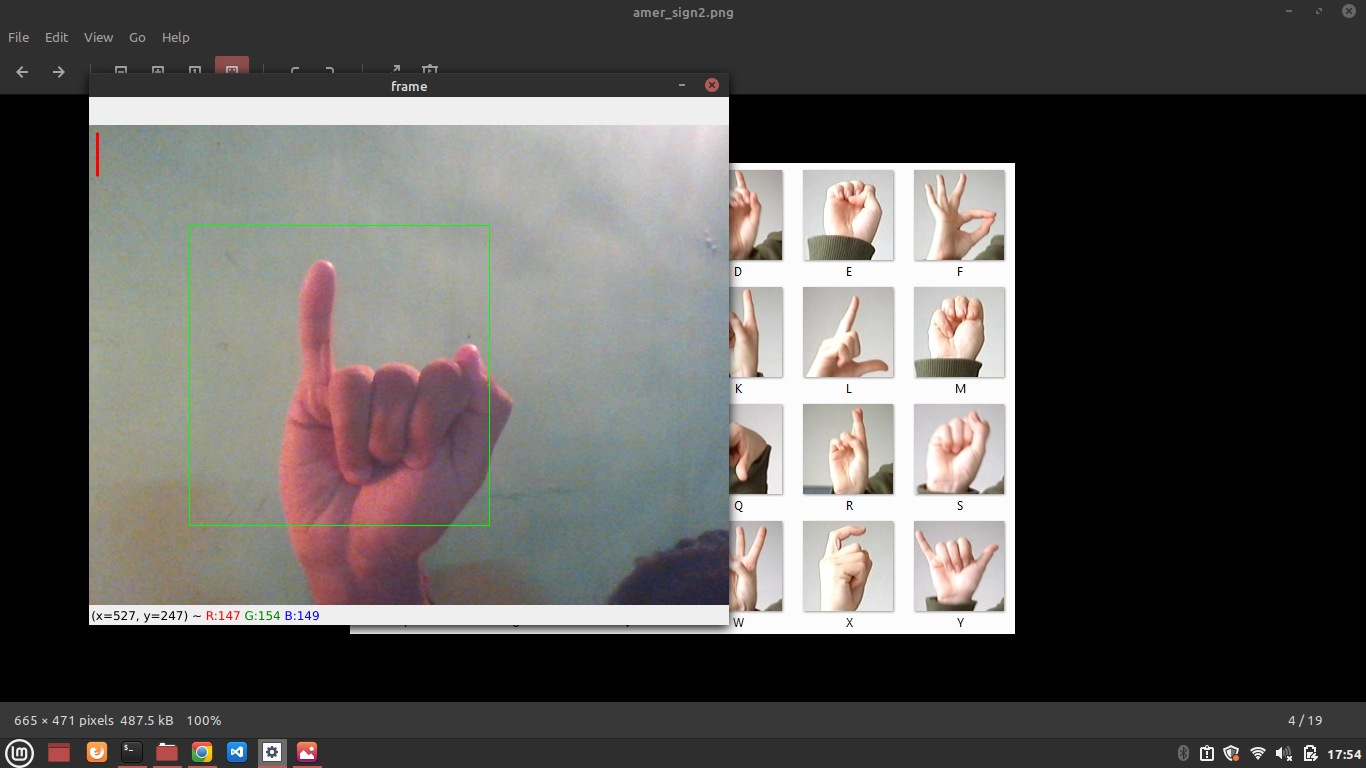 amer_sign2.png
File Edit View Go Help
frame
D E F
K L M
Q R S
W X Y
(x=527, y=247) ~ R:147 G:154 B:149
665 × 471 pixels 487.5 kB 100%
4 / 19
lm
$_
17:54